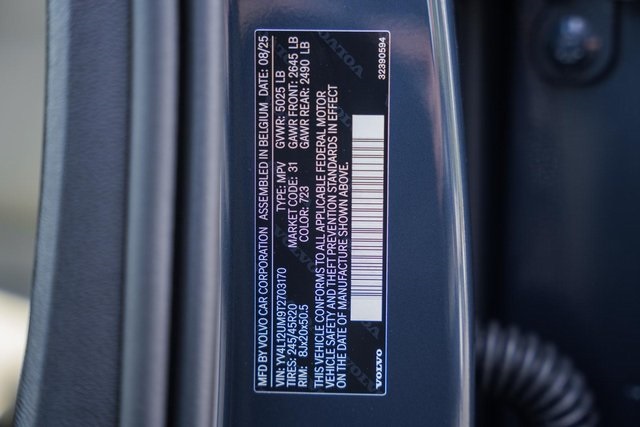 MFD BY VOLVO CAR CORPORATION ASSEMBLED IN BELGIUM DATE: 08/25
VIN: YV4L12UM9T2703170 TYPE: MPV GVWR: 5025 LB
TIRES: 245/45R20 MARKET CODE: 31 GAWR FRONT: 2645 LB
RIM: 8Jx20x50.5 COLOR: 723 GAWR REAR: 2490 LB
THIS VEHICLE CONFORMS TO ALL APPLICABLE FEDERAL MOTOR
VEHICLE SAFETY AND THEFT PREVENTION STANDARDS IN EFFECT
ON THE DATE OF MANUFACTURE SHOWN ABOVE.
VOLVO 32390594